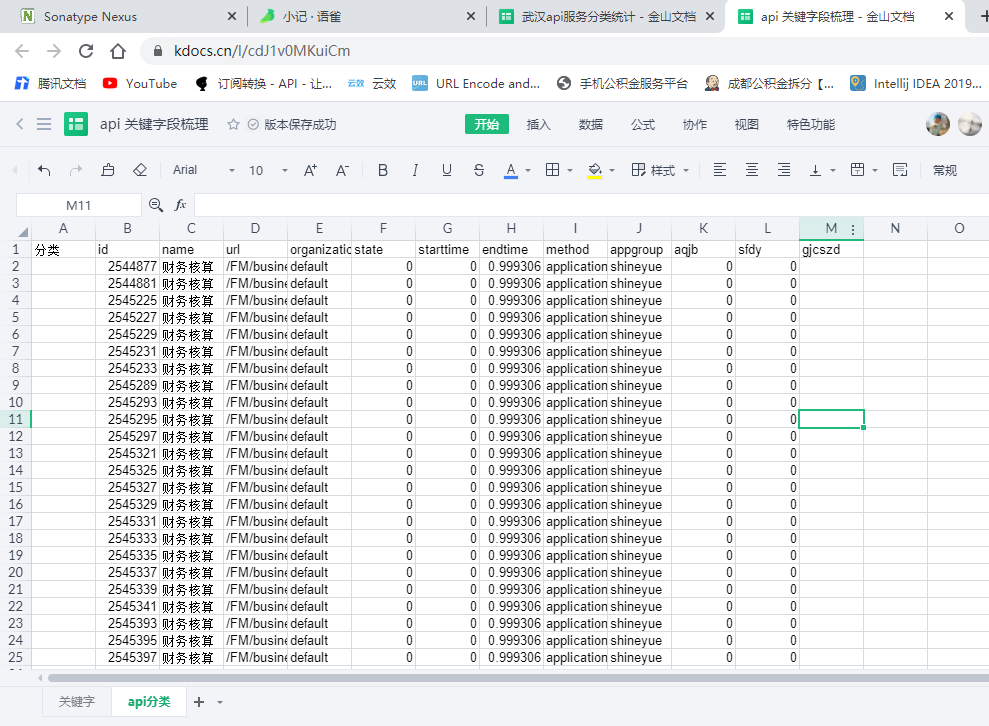 Sonatype Nexus
小记 · 语雀
武汉api服务分类统计 - 金山文档
api 关键字段梳理 - 金山文档
kdocs.cn/l/cdJ1v0MKuiCm
腾讯文档
YouTube
订阅转换 - API - 让...
云效 云效
URL URL Encode and...
手机公积金服务平台
成都公积金拆分【...
Intellij IDEA 2019...
api 关键字段梳理
版本保存成功
开始 插入 数据 公式 协作 视图 特色功能
Arial 10 A+ A- B I U S A 样式 常规
M11 fx
A B C D E F G H I J K L M N O
1 分类 id name url organizatic state starttime endtime method appgroup aqjb sfdy gjcszd
2 2544877 财务核算 /FM/busine default 0 0 0.999306 application shineyue 0 0
3 2544881 财务核算 /FM/busine default 0 0 0.999306 application shineyue 0 0
4 2545225 财务核算 /FM/busine default 0 0 0.999306 application shineyue 0 0
5 2545227 财务核算 /FM/busine default 0 0 0.999306 application shineyue 0 0
6 2545229 财务核算 /FM/busine default 0 0 0.999306 application shineyue 0 0
7 2545231 财务核算 /FM/busine default 0 0 0.999306 application shineyue 0 0
8 2545233 财务核算 /FM/busine default 0 0 0.999306 application shineyue 0 0
9 2545289 财务核算 /FM/busine default 0 0 0.999306 application shineyue 0 0
10 2545293 财务核算 /FM/busine default 0 0 0.999306 application shineyue 0 0
11 2545295 财务核算 /FM/busine default 0 0 0.999306 application shineyue 0 0
12 2545297 财务核算 /FM/busine default 0 0 0.999306 application shineyue 0 0
13 2545321 财务核算 /FM/busine default 0 0 0.999306 application shineyue 0 0
14 2545325 财务核算 /FM/busine default 0 0 0.999306 application shineyue 0 0
15 2545327 财务核算 /FM/busine default 0 0 0.999306 application shineyue 0 0
16 2545329 财务核算 /FM/busine default 0 0 0.999306 application shineyue 0 0
17 2545331 财务核算 /FM/busine default 0 0 0.999306 application shineyue 0 0
18 2545333 财务核算 /FM/busine default 0 0 0.999306 application shineyue 0 0
19 2545335 财务核算 /FM/busine default 0 0 0.999306 application shineyue 0 0
20 2545337 财务核算 /FM/busine default 0 0 0.999306 application shineyue 0 0
21 2545339 财务核算 /FM/busine default 0 0 0.999306 application shineyue 0 0
22 2545341 财务核算 /FM/busine default 0 0 0.999306 application shineyue 0 0
23 2545393 财务核算 /FM/busine default 0 0 0.999306 application shineyue 0 0
24 2545395 财务核算 /FM/busine default 0 0 0.999306 application shineyue 0 0
25 2545397 财务核算 /FM/busine default 0 0 0.999306 application shineyue 0 0
关键字 api分类